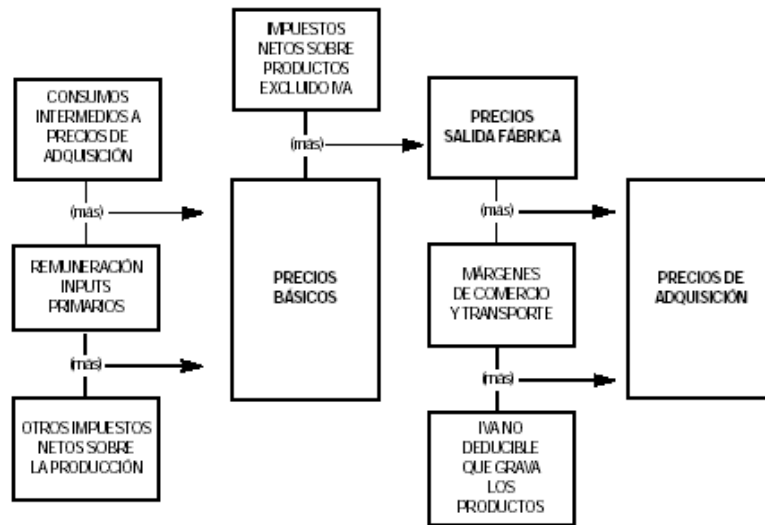 CONSUMOS
INTERMEDIOS A
PRECIOS DE
ADQUISICIÓN
(más)
REMUNERACIÓN
INPUTS
PRIMARIOS
(más)
OTROS IMPUESTOS
NETOS SOBRE
LA PRODUCCIÓN
IMPUESTOS
NETOS SOBRE
PRODUCTOS
EXCLUIDO IVA
(más)
PRECIOS
BÁSICOS
PRECIOS
SALIDA FÁBRICA
(más)
MÁRGENES
DE COMERCIO
Y TRANSPORTE
(más)
IVA NO
DEDUCIBLE
QUE GRAVA
LOS
PRODUCTOS
PRECIOS DE
ADQUISICIÓN